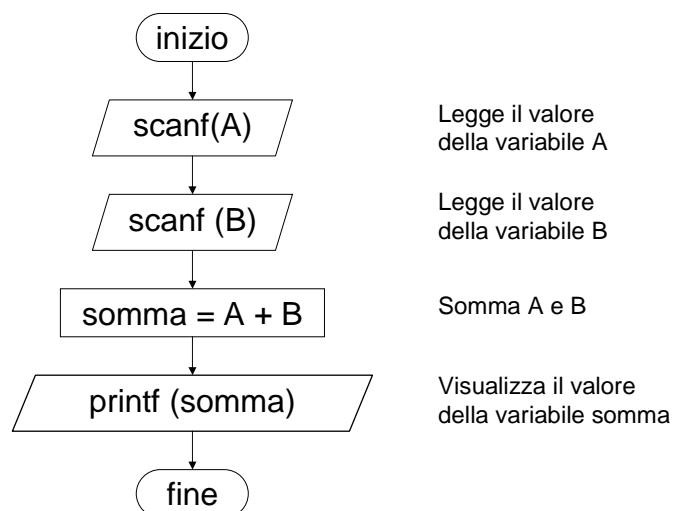 inizio
scanf(A)
Legge il valore
della variabile A
scanf (B)
Legge il valore
della variabile B
somma = A + B
Somma A e B
printf (somma)
Visualizza il valore
della variabile somma
fine